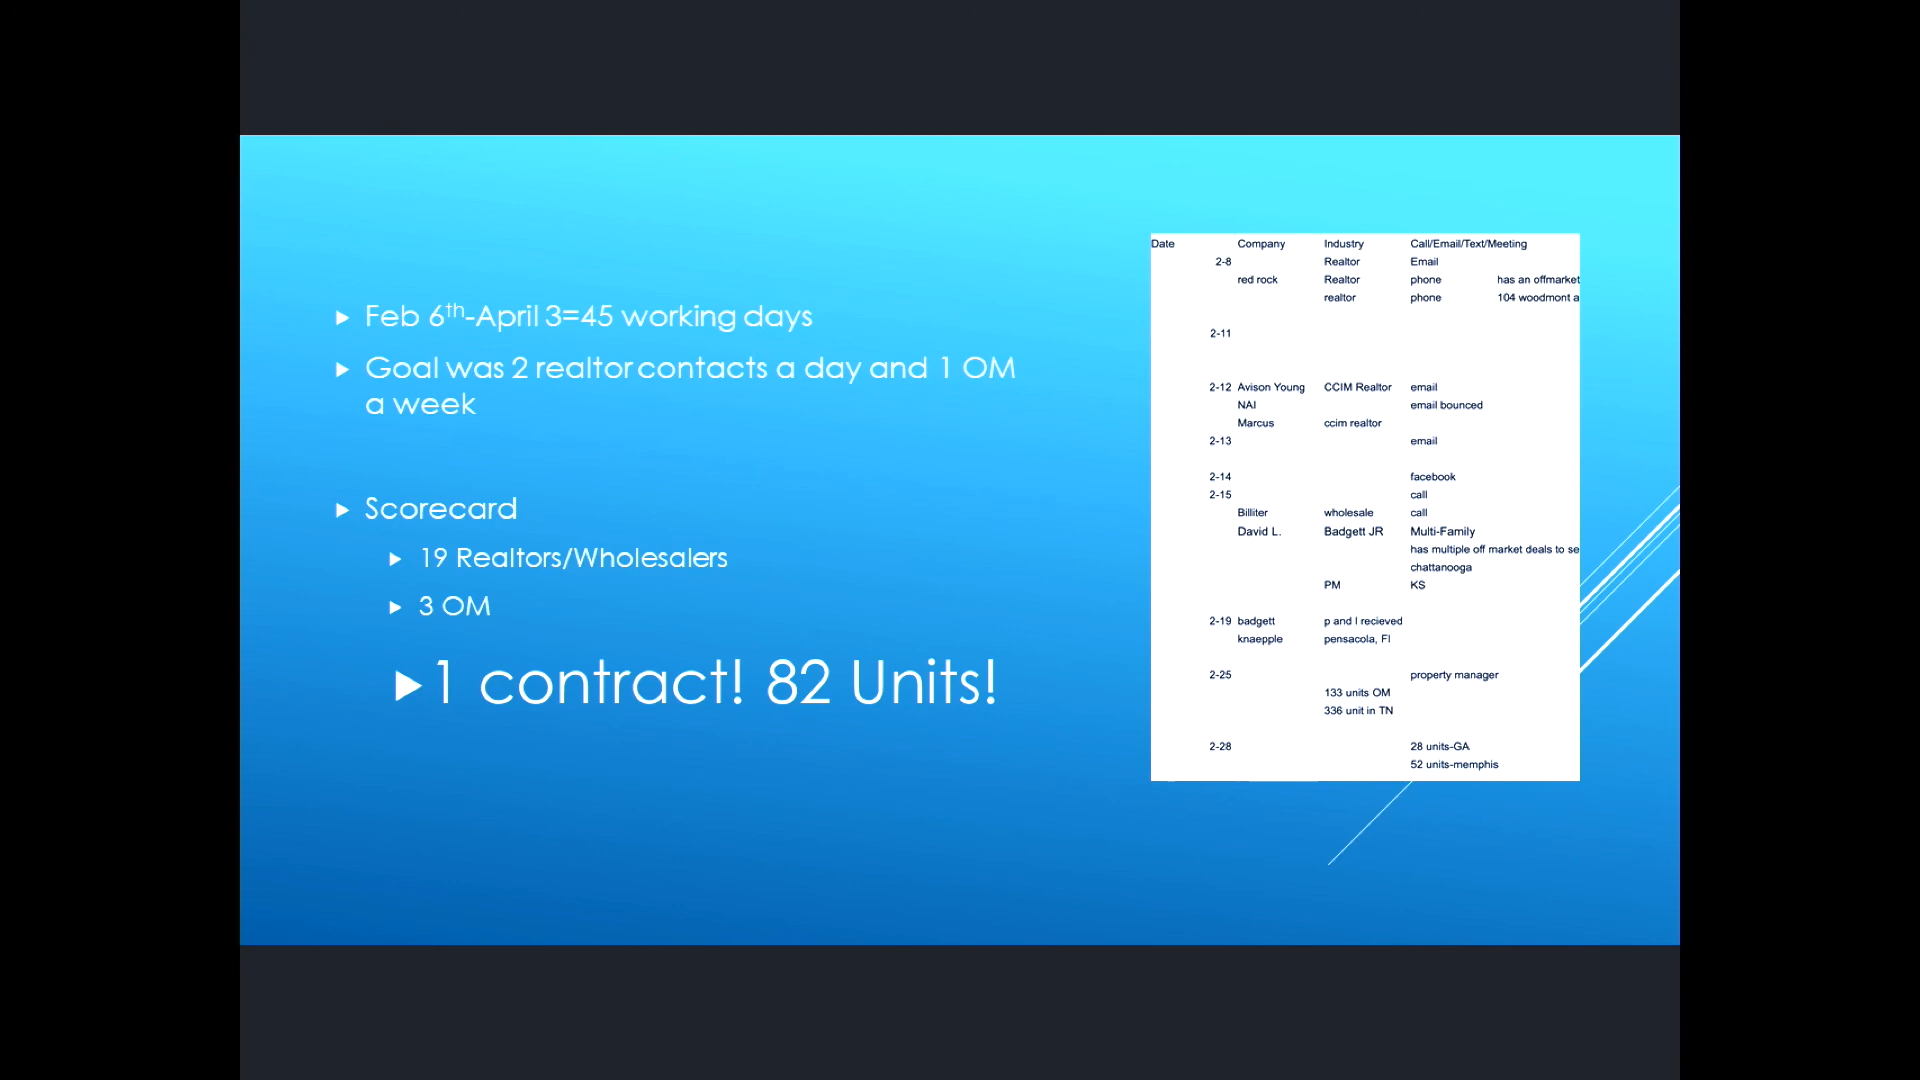 Feb 6th-April 3=45 working days
Goal was 2 realtor contacts a day and 1 OM
a week
Scorecard
19 Realtors/Wholesalers
3 OM
1 contract! 82 Units!
Date Company Industry Call/Email/Text/Meeting
2-8 Realtor Email
red rock Realtor phone has an offmarket
realtor phone 104 woodmont a
2-11
2-12 Avison Young CCIM Realtor email
NAI email bounced
Marcus ccim realtor
2-13 email
2-14 facebook
2-15 call
Billiter wholesale call
David L. Badgett JR Multi-Family
has multiple off market deals to se
chattanooga
PM KS
2-19 badgett p and l recieved
knaepple pensacola, Fl
2-25 property manager
133 units OM
336 unit in TN
2-28 28 units-GA
52 units-memphis